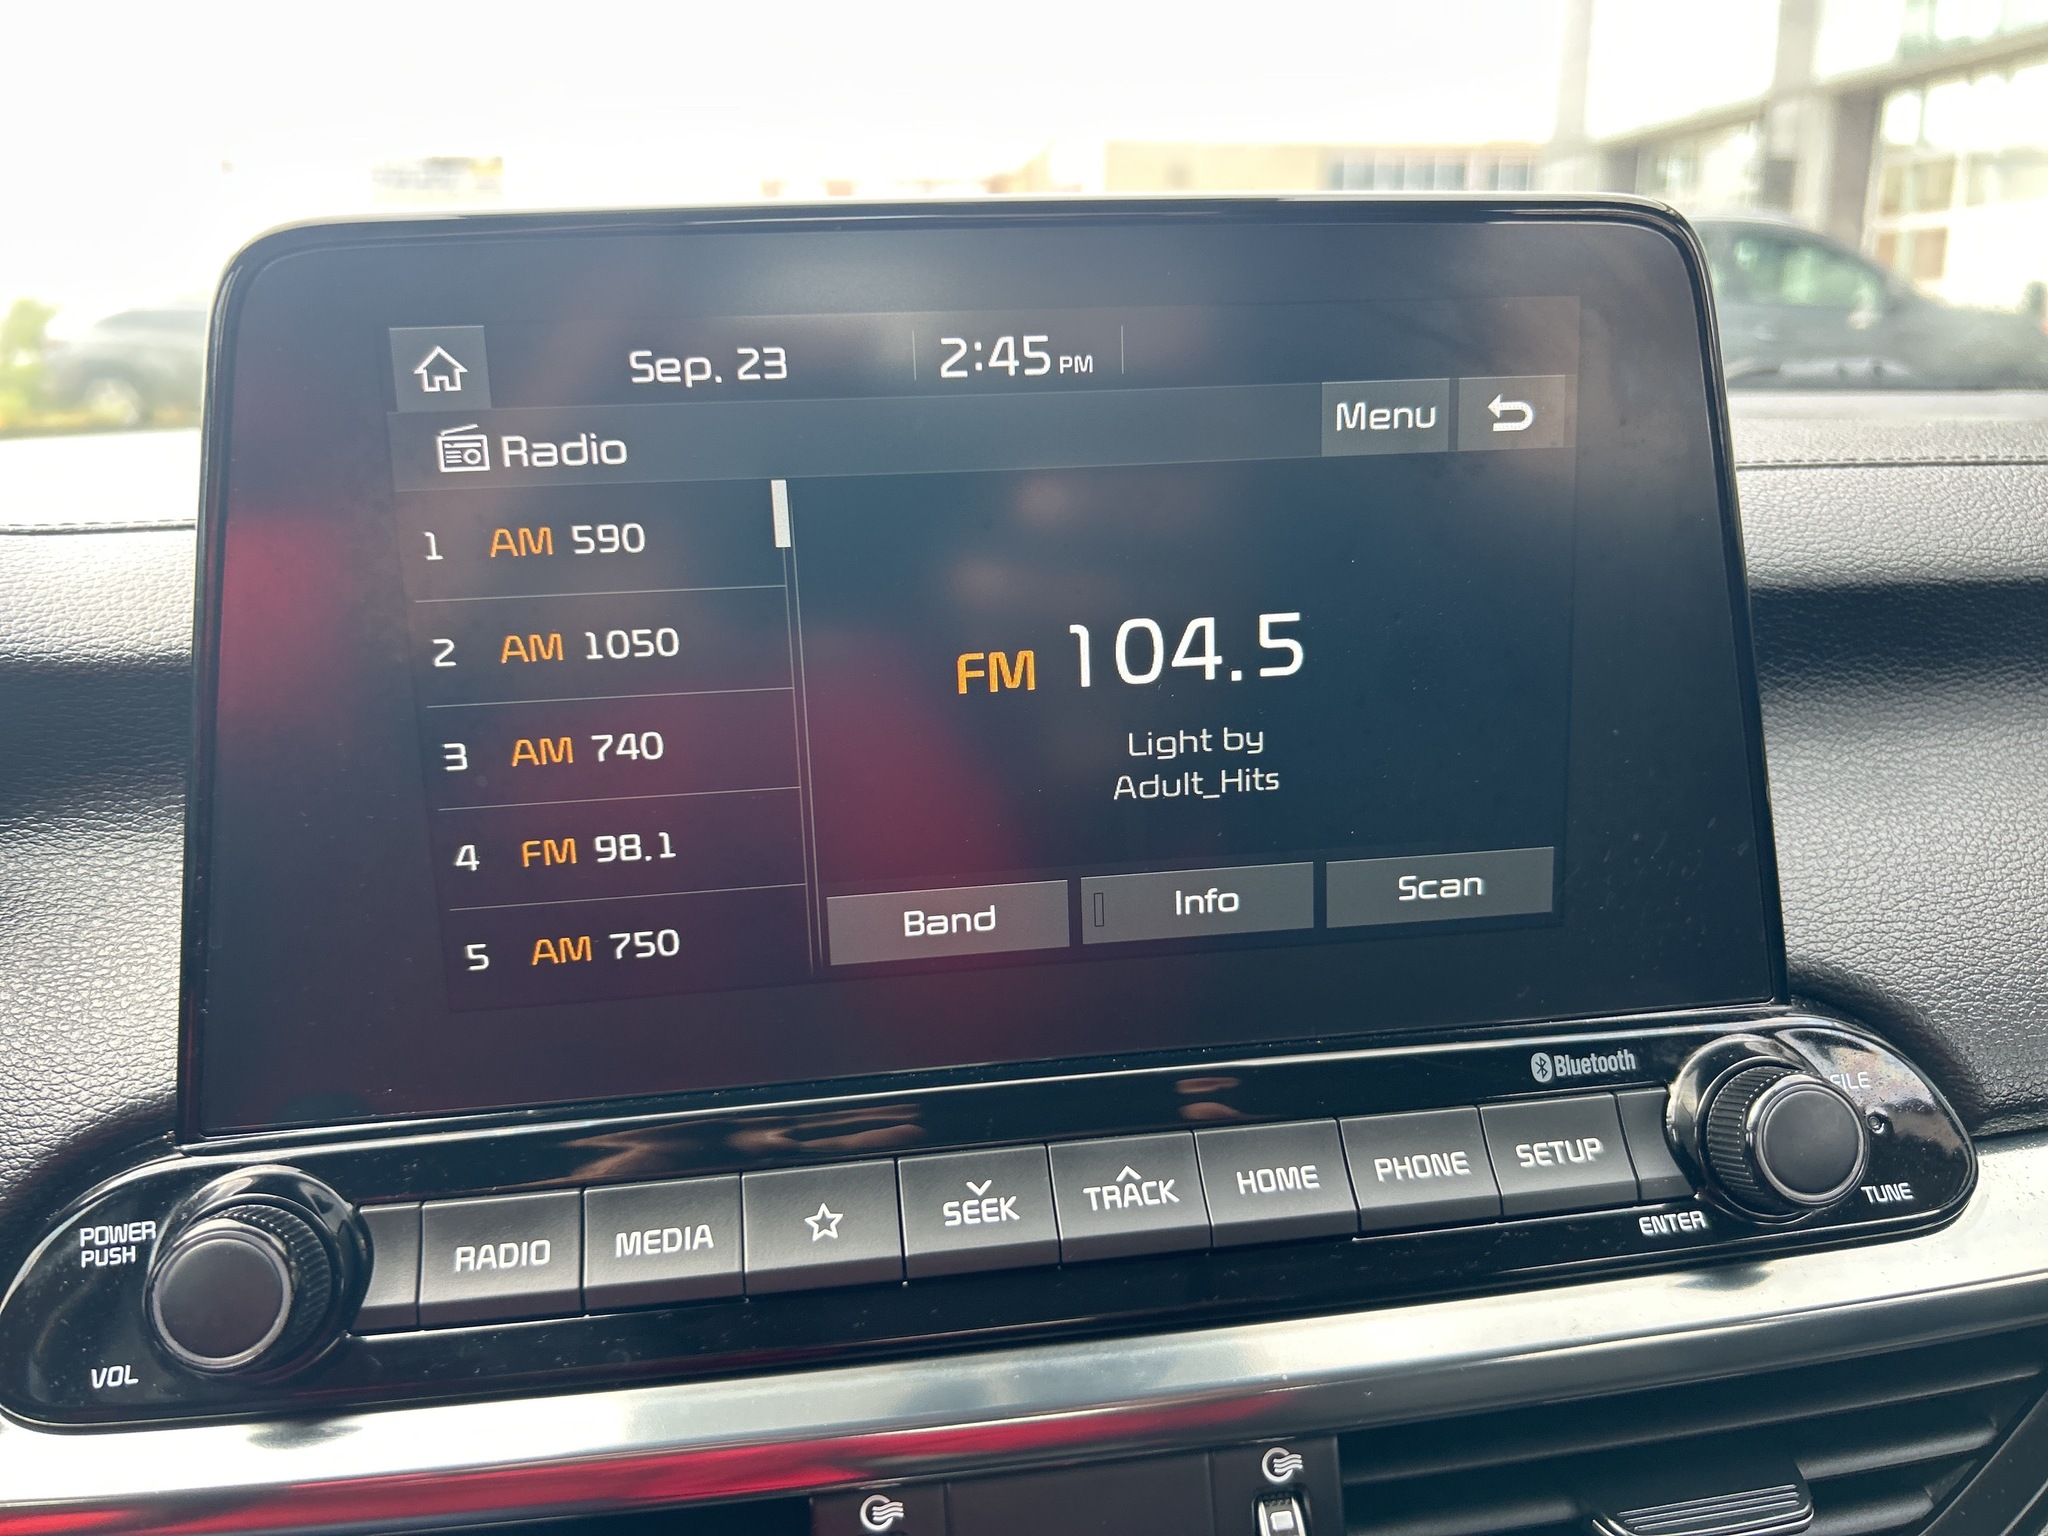 Sep. 23
2:45 PM
Radio
Menu
1 AM 590
2 AM 1050
3 AM 740
4 FM 98.1
5 AM 750
FM 104.5
Light by
Adult_Hits
Band
Info
Scan
Bluetooth
POWER
PUSH
VOL
RADIO
MEDIA
SEEK
TRACK
HOME
PHONE
SETUP
FILE
TUNE
ENTER